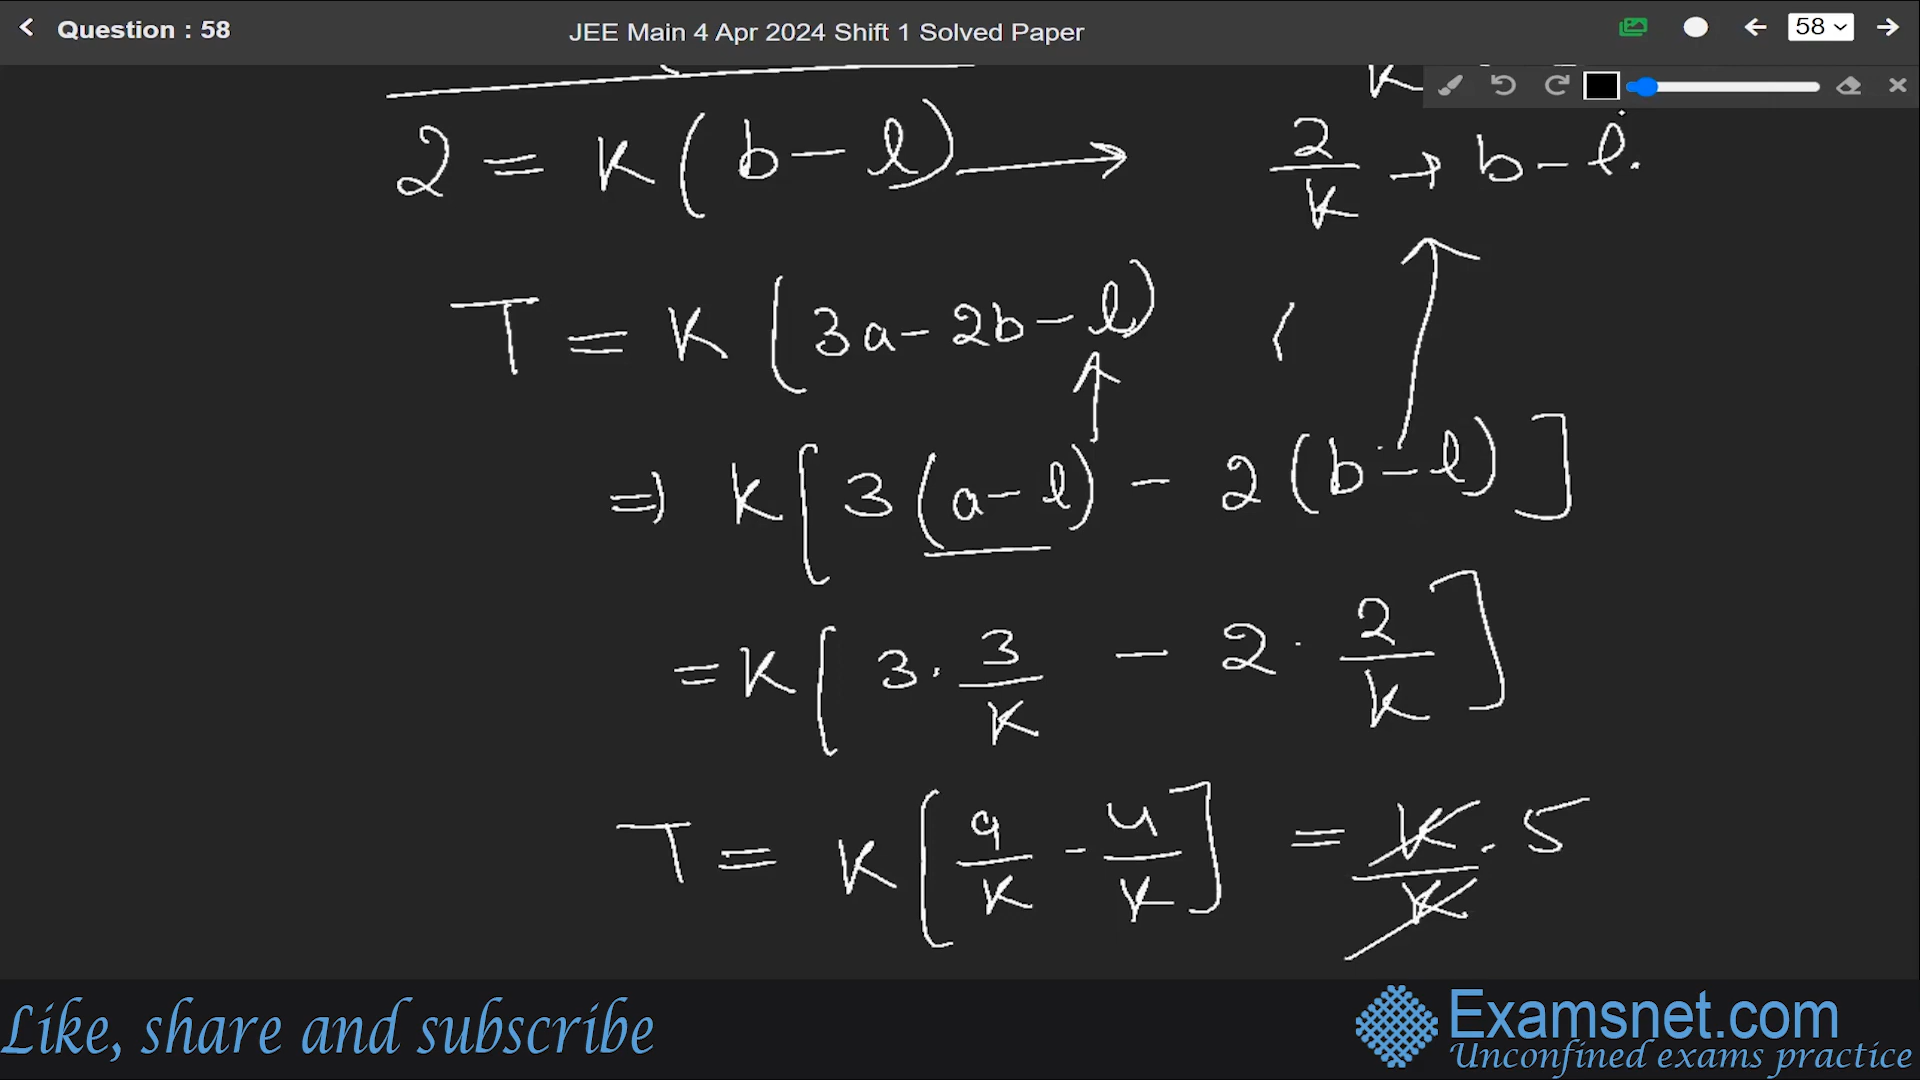 Question : 58
JEE Main 4 Apr 2024 Shift 1 Solved Paper
58
K
2 = K (b - l) → 2/K → b - l.
T = K (3a - 2b - l) (
⇒ K [3 (a - l) - 2 (b - l)]
= K [3 · 3/K - 2 · 2/K]
T = K [9/K - 4/K] = K/K · 5
Like, share and subscribe
Examsnet.com
Unconfined exams practice